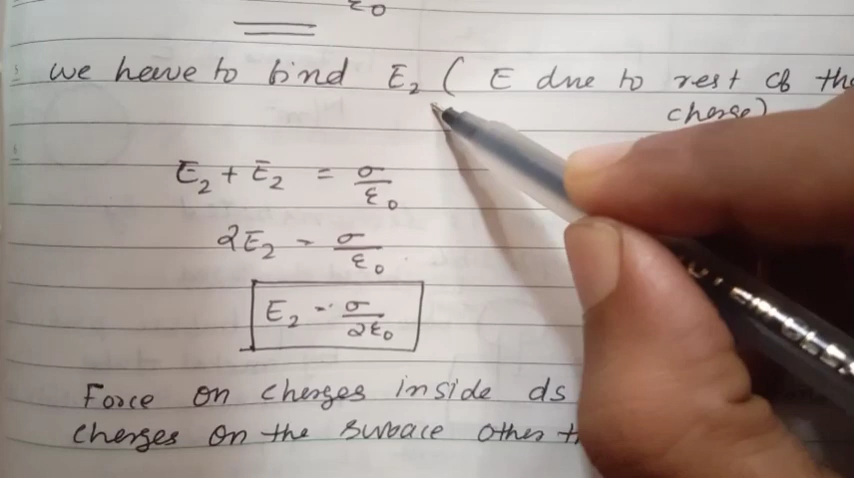 ε0
we have to find E2 ( E due to rest of the
charge)
E2 + E2 = σ/ε0
2E2 = σ/ε0
E2 = σ/2ε0
Force on charges inside ds
charges on the surface other